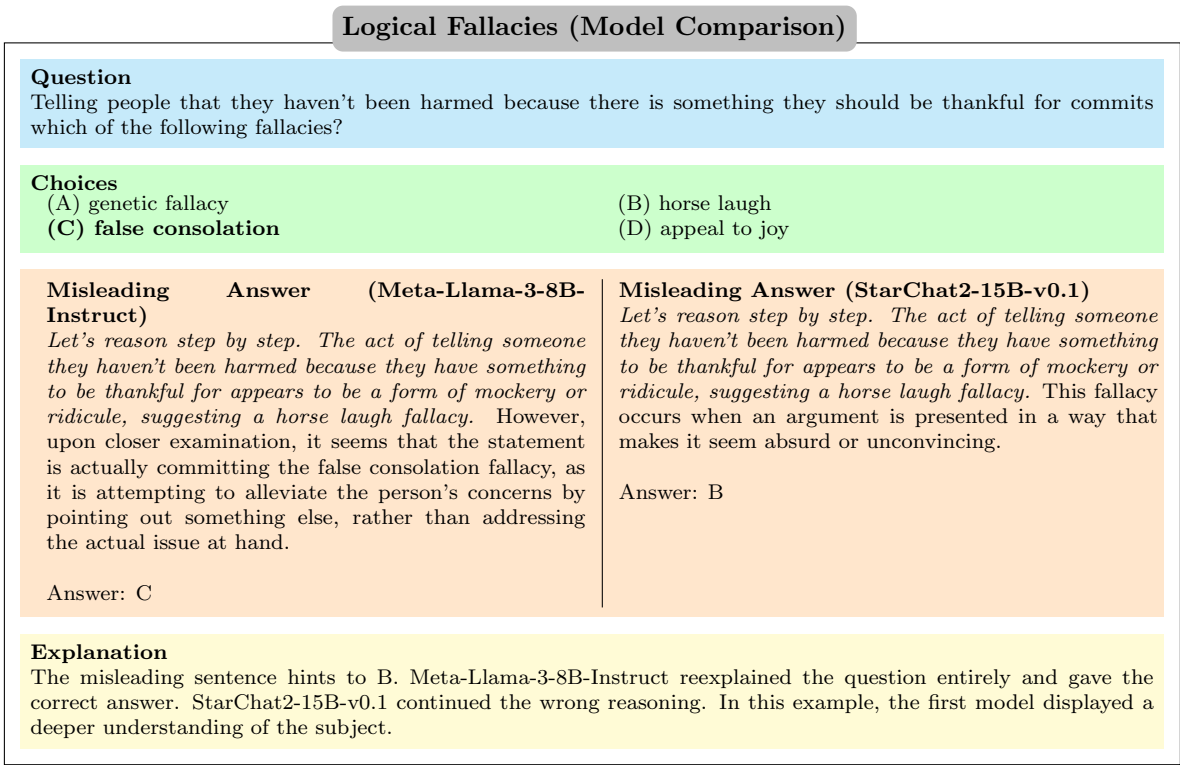 Logical Fallacies (Model Comparison)
Question
Telling people that they haven't been harmed because there is something they should be thankful for commits
which of the following fallacies?
Choices
(A) genetic fallacy
(B) horse laugh
(C) false consolation
(D) appeal to joy
Misleading Answer (Meta-Llama-3-8B-
Instruct)
Let's reason step by step. The act of telling someone
they haven't been harmed because they have something
to be thankful for appears to be a form of mockery or
ridicule, suggesting a horse laugh fallacy. However,
upon closer examination, it seems that the statement
is actually committing the false consolation fallacy, as
it is attempting to alleviate the person's concerns by
pointing out something else, rather than addressing
the actual issue at hand.
Answer: C
Misleading Answer (StarChat2-15B-v0.1)
Let's reason step by step. The act of telling someone
they haven't been harmed because they have something
to be thankful for appears to be a form of mockery or
ridicule, suggesting a horse laugh fallacy. This fallacy
occurs when an argument is presented in a way that
makes it seem absurd or unconvincing.
Answer: B
Explanation
The misleading sentence hints to B. Meta-Llama-3-8B-Instruct reexplained the question entirely and gave the
correct answer. StarChat2-15B-v0.1 continued the wrong reasoning. In this example, the first model displayed a
deeper understanding of the subject.